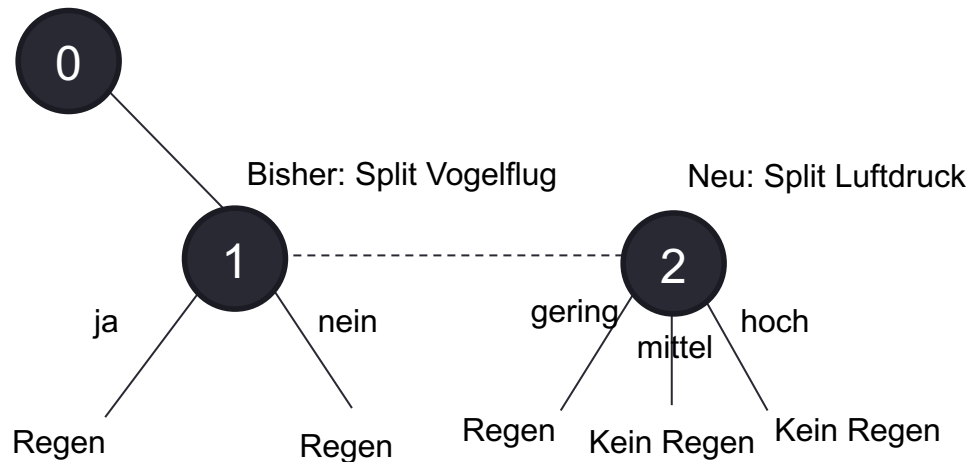 0
Bisher: Split Vogelflug
Neu: Split Luftdruck
1
2
ja
nein
gering
mittel
hoch
Regen
Regen
Regen
Kein Regen
Kein Regen